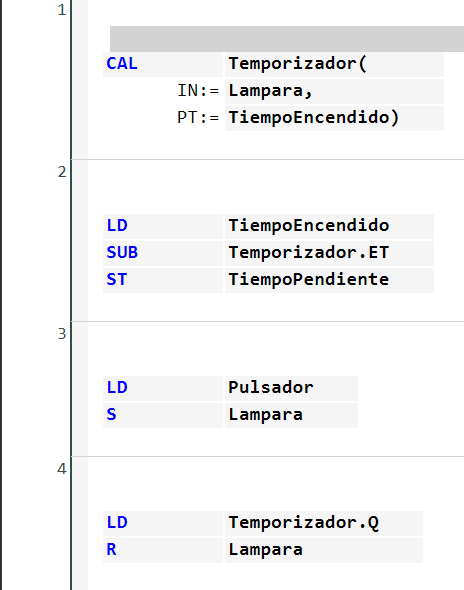 1
CAL Temporizador(
IN:= Lampara,
PT:= TiempoEncendido)
2
LD TiempoEncendido
SUB Temporizador.ET
ST TiempoPendiente
3
LD Pulsador
S Lampara
4
LD Temporizador.Q
R Lampara